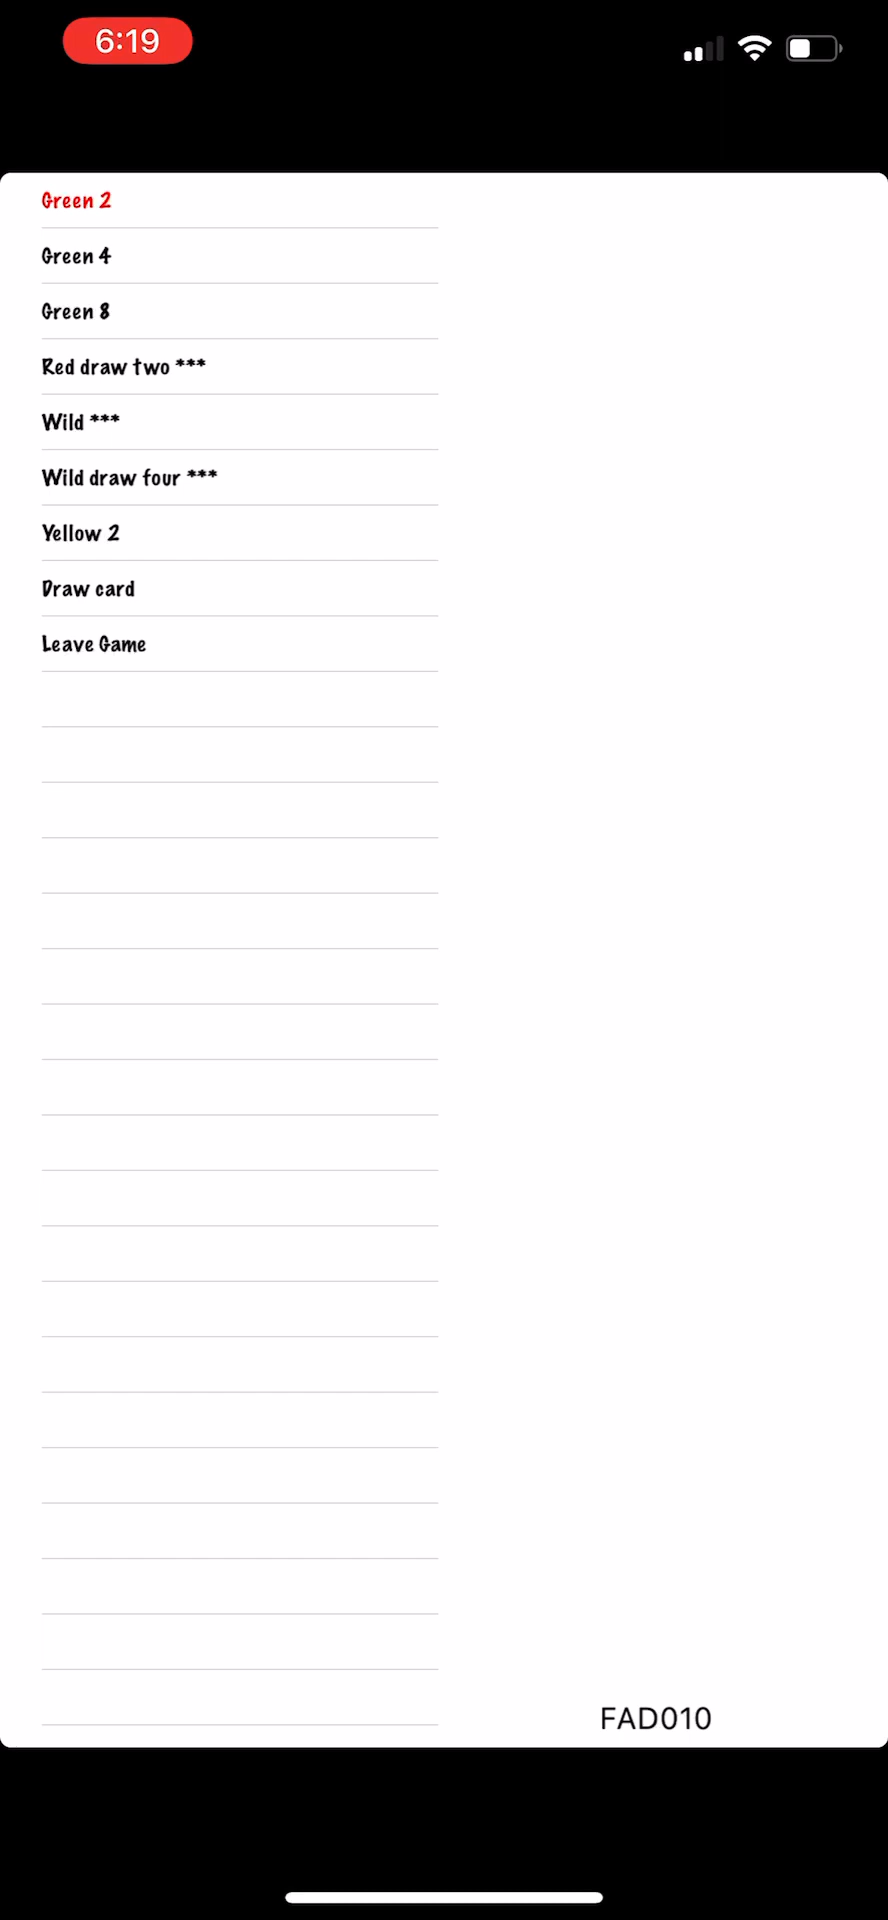 6:19
Green 2
Green 4
Green 8
Red draw two ***
Wild ***
Wild draw four ***
Yellow 2
Draw card
Leave Game
FAD010